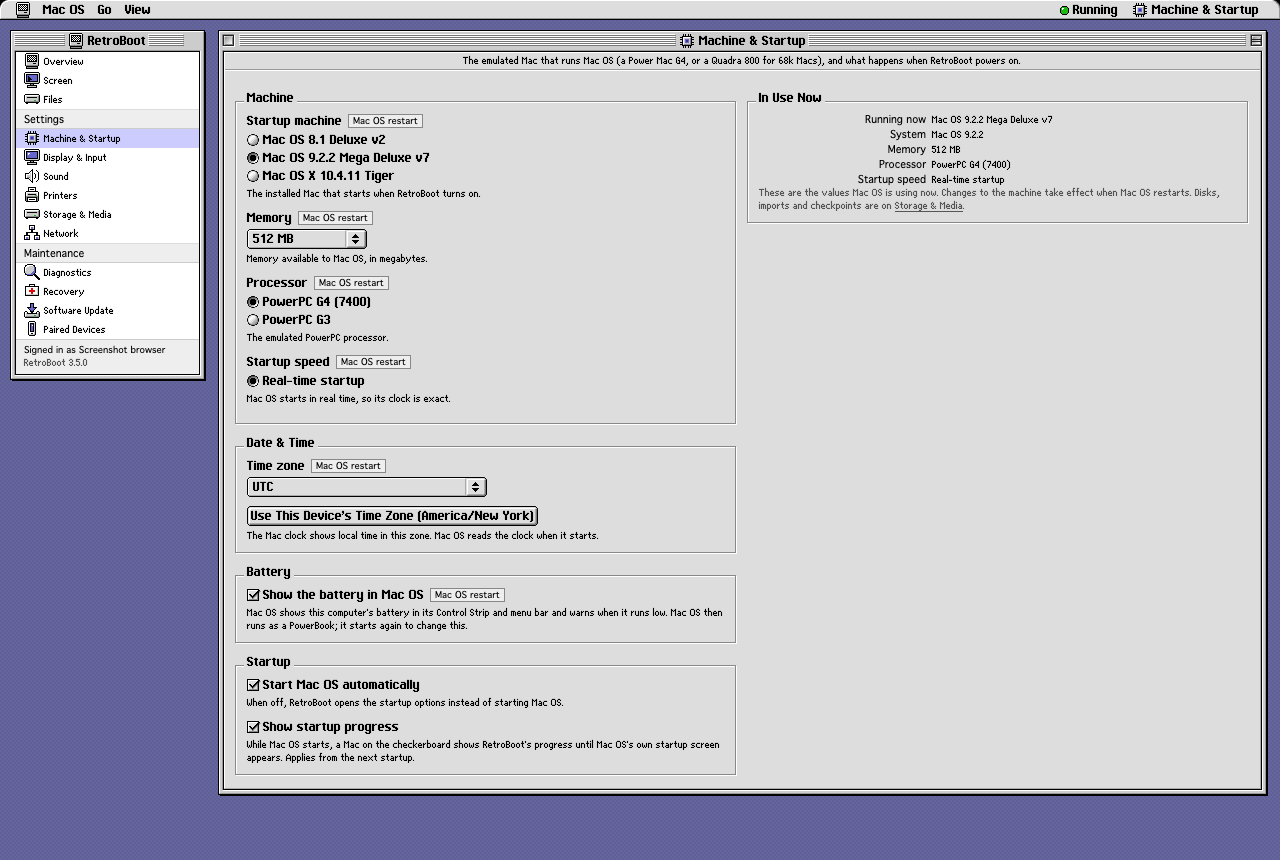 Mac OS Go View
Running Machine & Startup
RetroBoot
Overview
Screen
Files
Settings
Machine & Startup
Display & Input
Sound
Printers
Storage & Media
Network
Maintenance
Diagnostics
Recovery
Software Update
Paired Devices
Signed in as Screenshot browser
RetroBoot 3.5.0
Machine & Startup
The emulated Mac that runs Mac OS (a Power Mac G4, or a Quadra 800 for 68k Macs), and what happens when RetroBoot powers on.
Machine
Startup machine Mac OS restart
Mac OS 8.1 Deluxe v2
Mac OS 9.2.2 Mega Deluxe v7
Mac OS X 10.4.11 Tiger
The installed Mac that starts when RetroBoot turns on.
Memory Mac OS restart
512 MB
Memory available to Mac OS, in megabytes.
Processor Mac OS restart
PowerPC G4 (7400)
PowerPC G3
The emulated PowerPC processor.
Startup speed Mac OS restart
Real-time startup
Mac OS starts in real time, so its clock is exact.
Date & Time
Time zone Mac OS restart
UTC
Use This Device's Time Zone (America/New York)
The Mac clock shows local time in this zone. Mac OS reads the clock when it starts.
Battery
Show the battery in Mac OS Mac OS restart
Mac OS shows this computer's battery in its Control Strip and menu bar and warns when it runs low. Mac OS then
runs as a PowerBook; it starts again to change this.
Startup
Start Mac OS automatically
When off, RetroBoot opens the startup options instead of starting Mac OS.
Show startup progress
While Mac OS starts, a Mac on the checkerboard shows RetroBoot's progress until Mac OS's own startup screen
appears. Applies from the next startup.
In Use Now
Running now Mac OS 9.2.2 Mega Deluxe v7
System Mac OS 9.2.2
Memory 512 MB
Processor PowerPC G4 (7400)
Startup speed Real-time startup
These are the values Mac OS is using now. Changes to the machine take effect when Mac OS restarts. Disks,
imports and checkpoints are on Storage & Media.